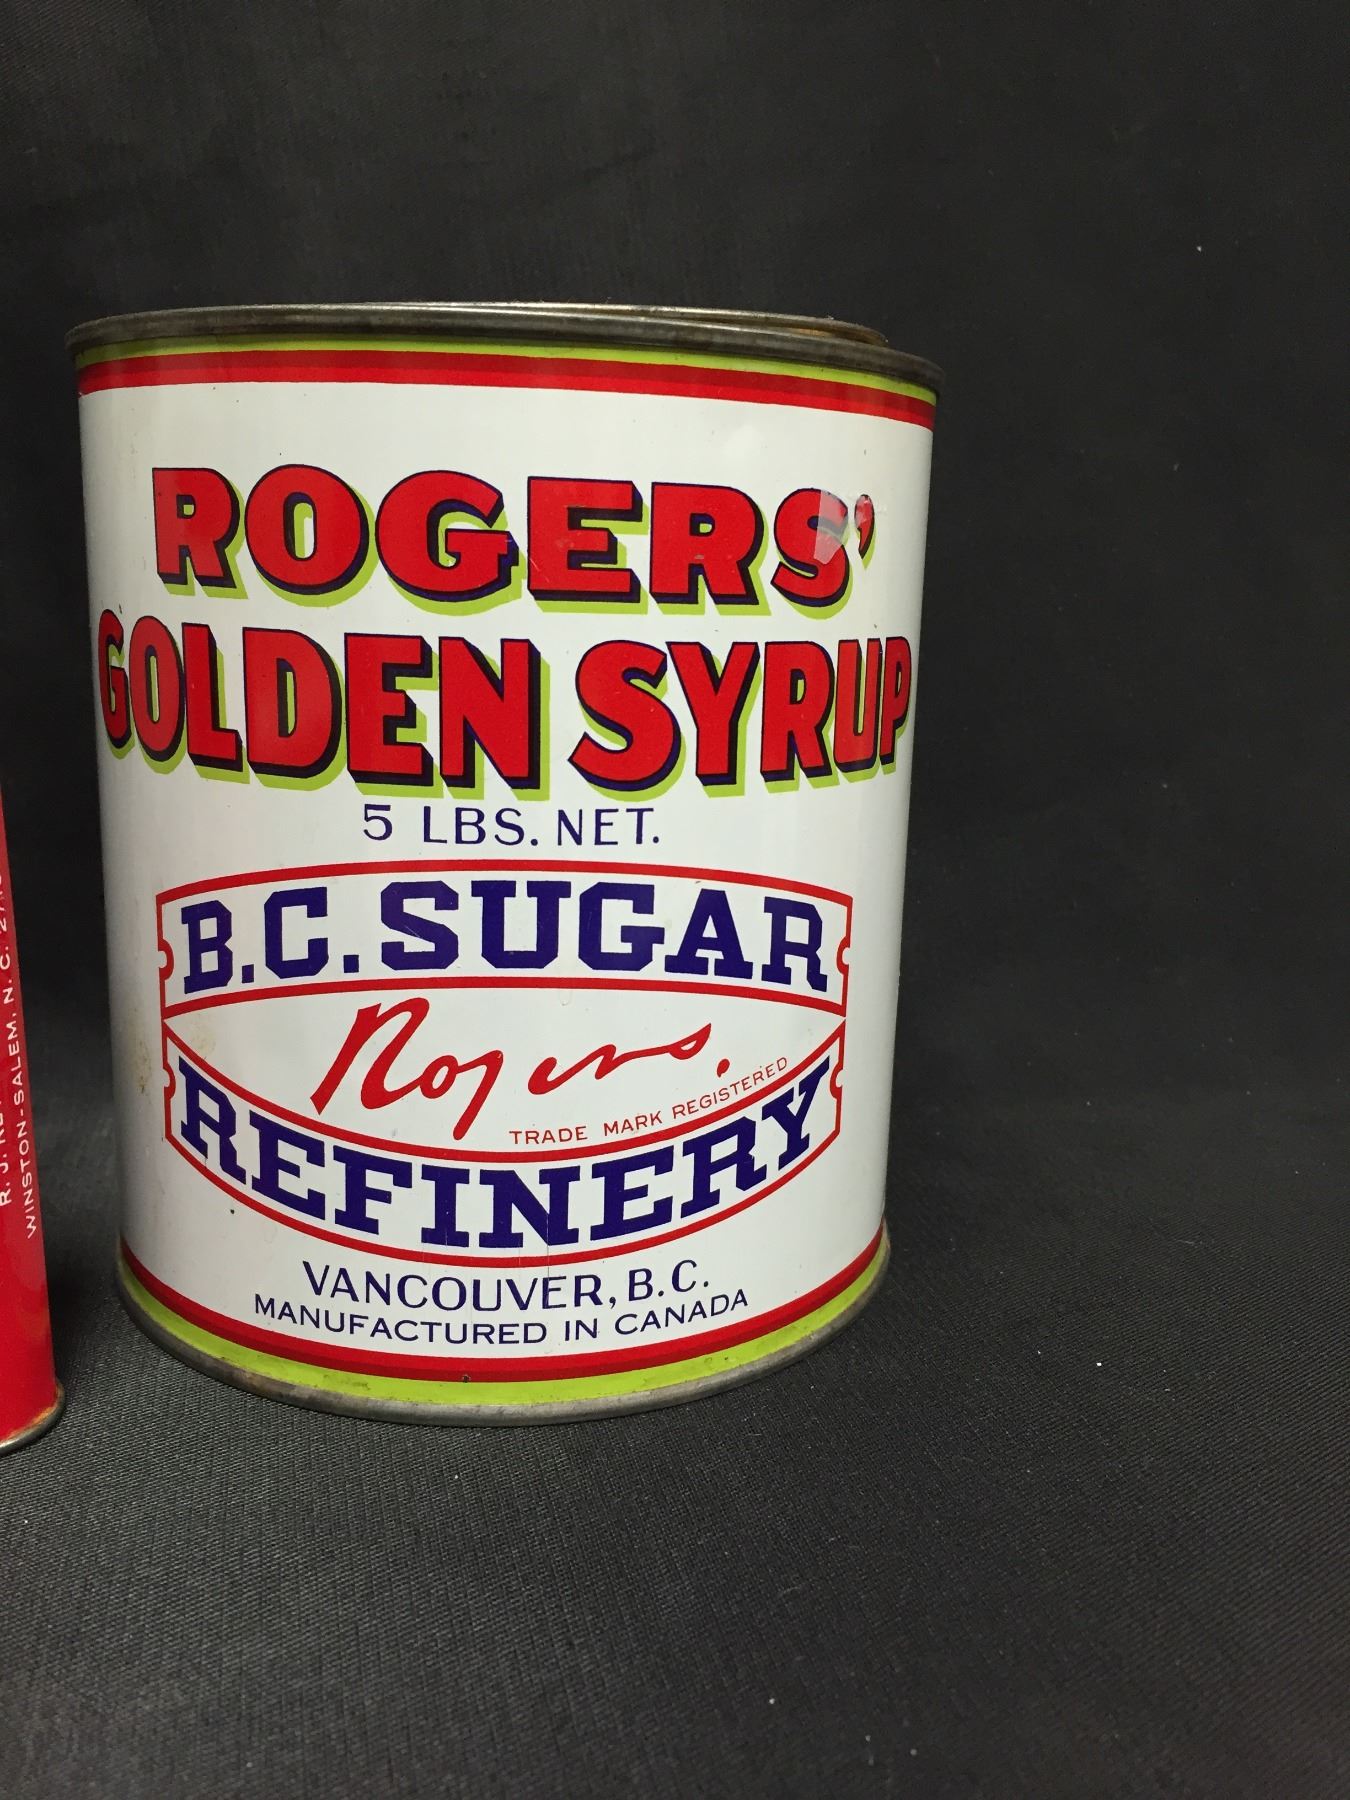 ROGERS'
GOLDEN SYRUP
5 LBS. NET.
B.C. SUGAR
Rogers.
TRADE MARK REGISTERED
REFINERY
VANCOUVER, B.C.
MANUFACTURED IN CANADA
R. J.
WINSTON-SALEM, N. C.